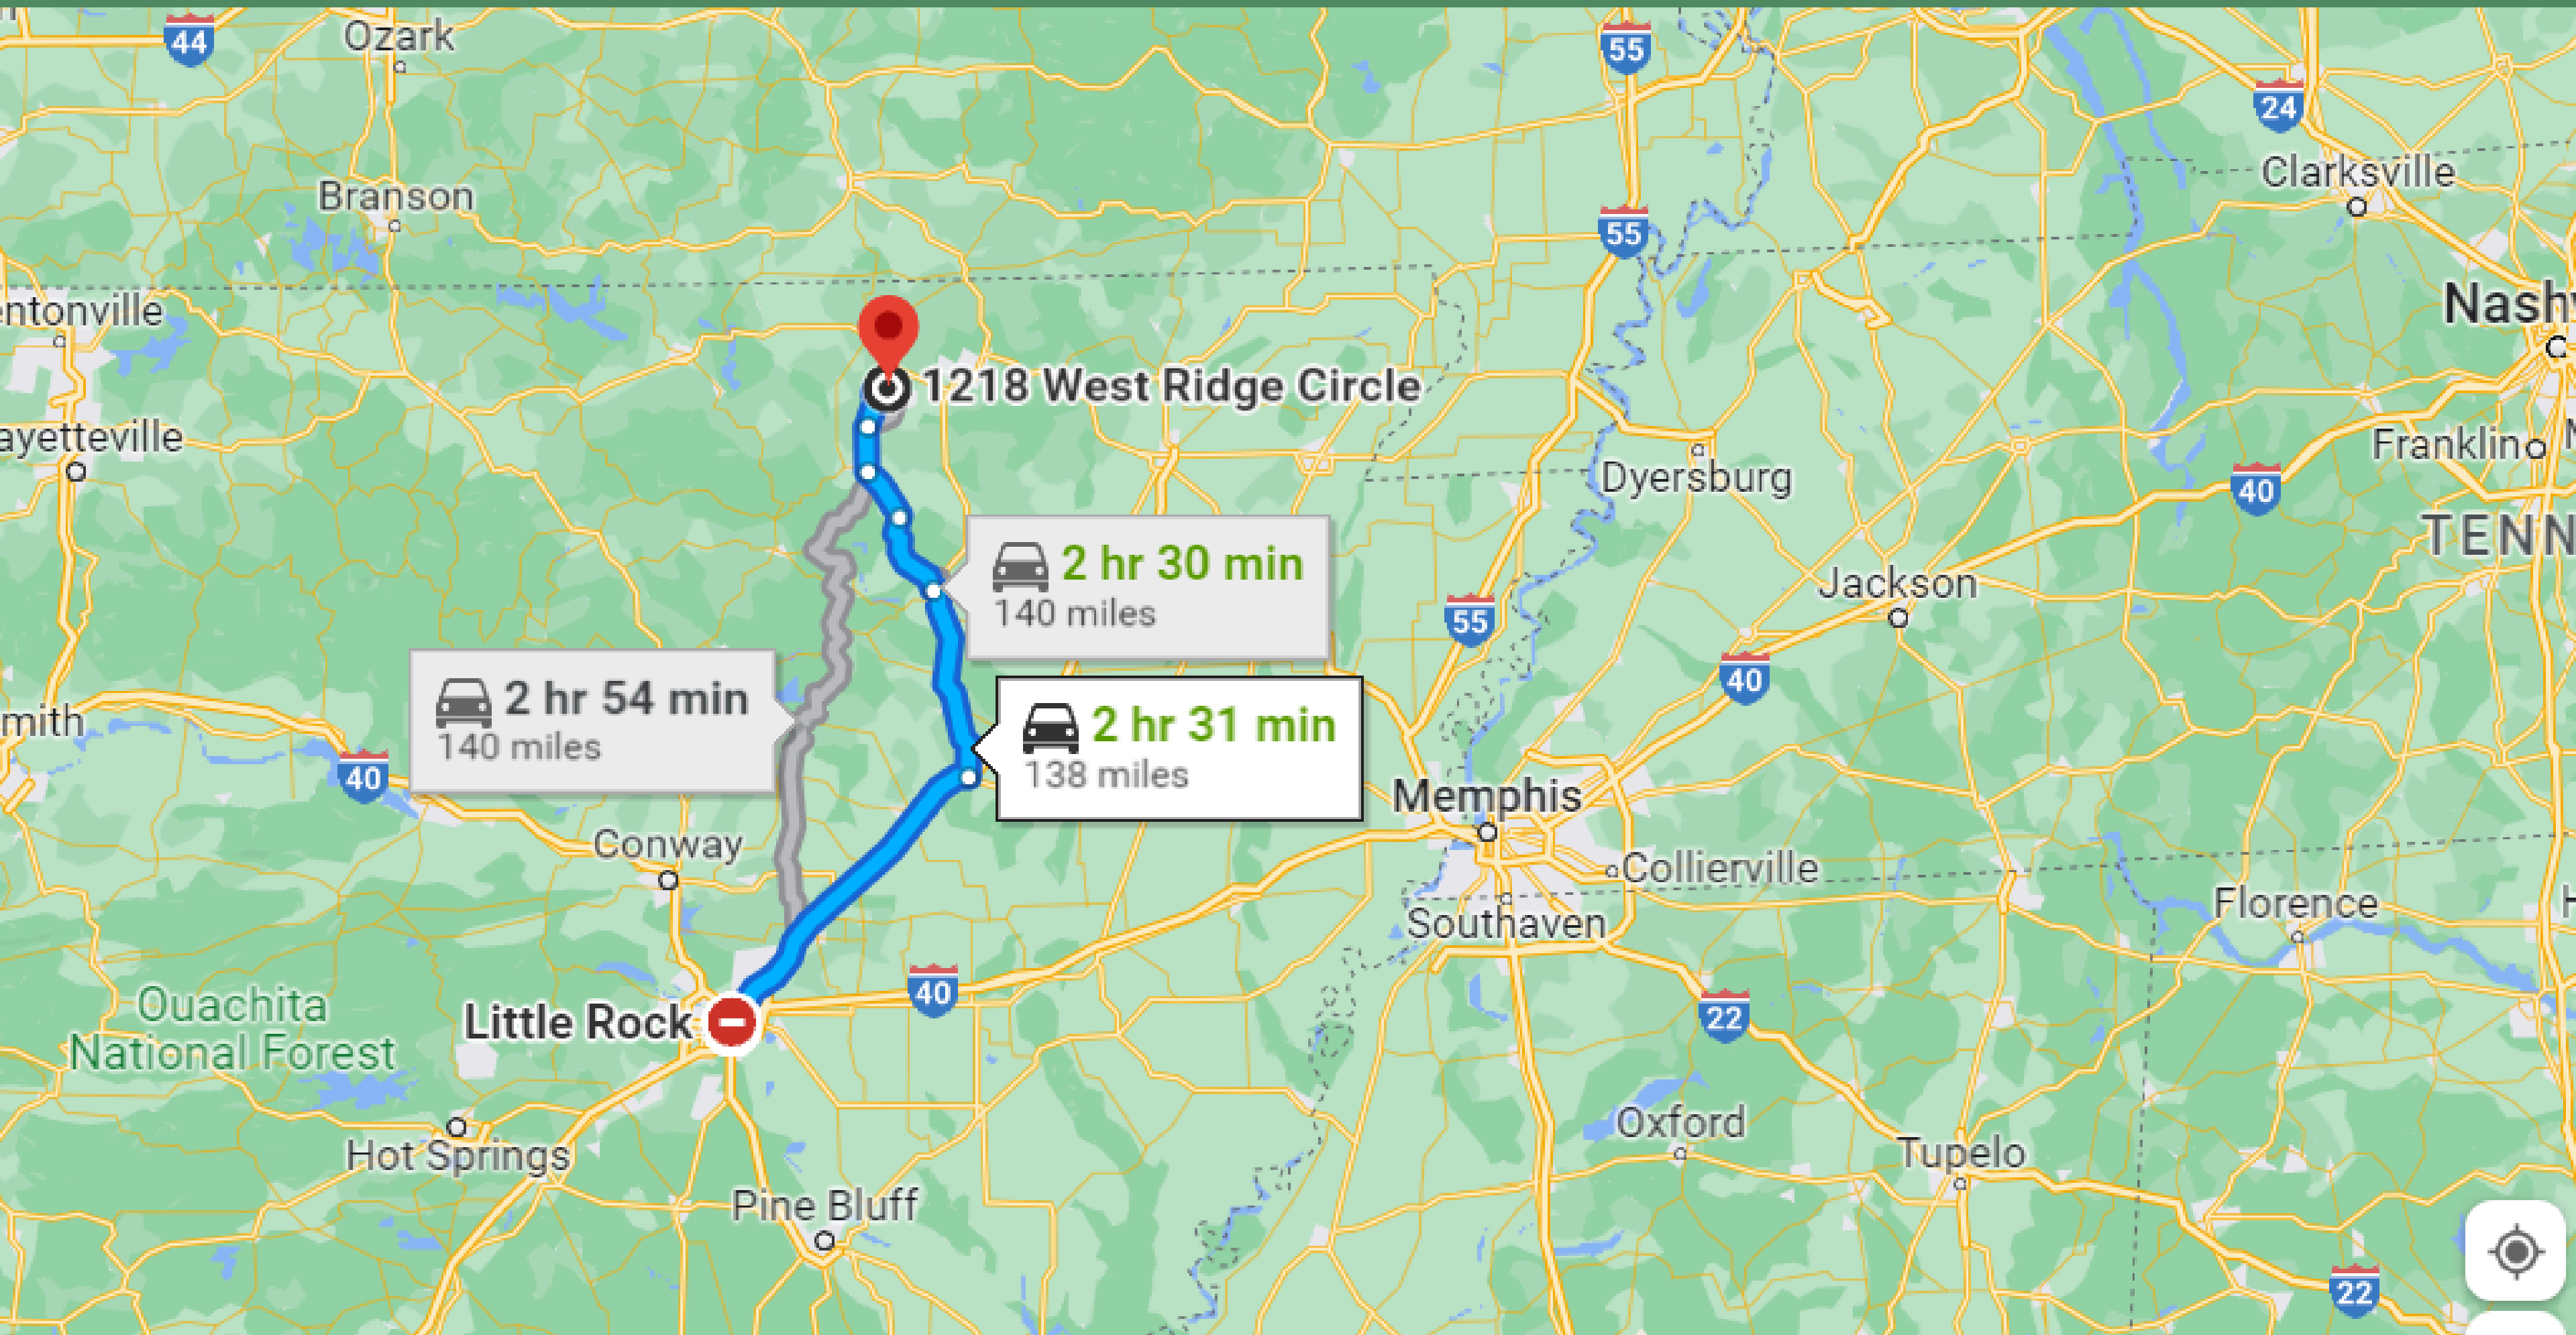 44
Ozark
55
24
Clarksville
Branson
55
entonville
Nash
1218 West Ridge Circle
ayetteville
Franklin
Dyersburg
40
TENN
2 hr 30 min
140 miles
Jackson
55
40
2 hr 54 min
140 miles
mith
2 hr 31 min
138 miles
40
Memphis
Conway
Collierville
Southaven
Florence
40
Ouachita
National Forest
Little Rock
22
Hot Springs
Oxford
Tupelo
Pine Bluff
22